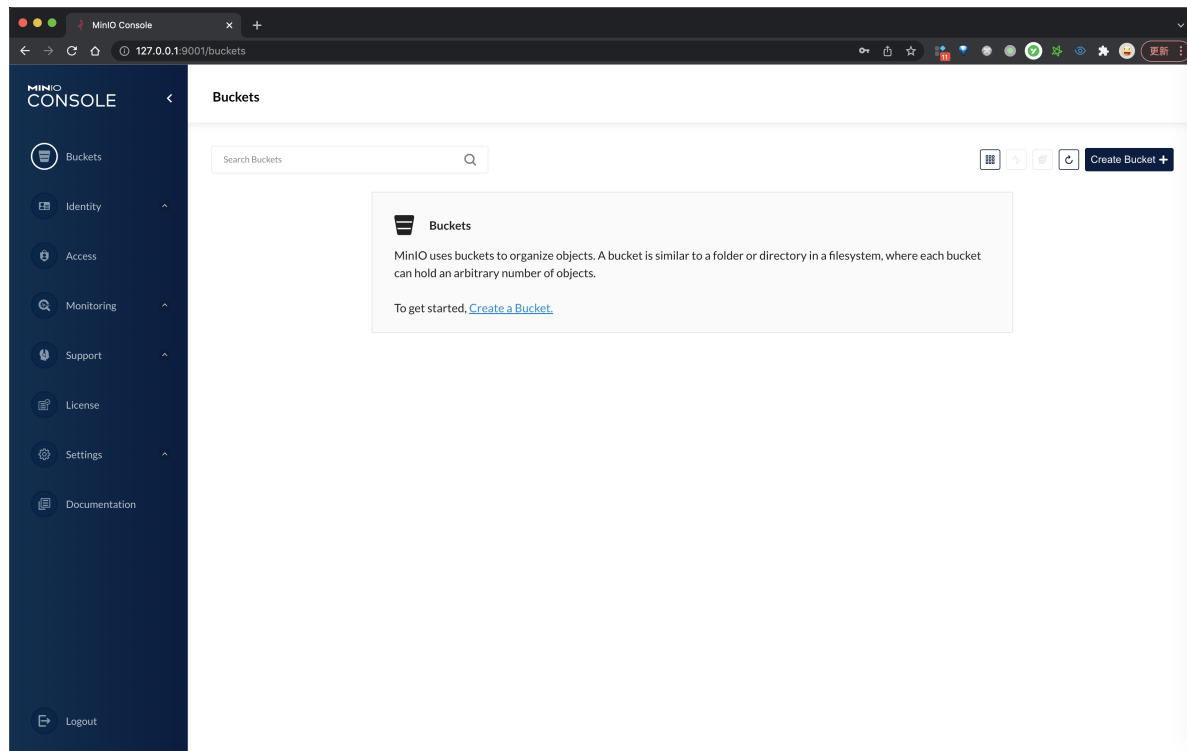 MinIO Console
127.0.0.1:9001/buckets
11
更新
MINIO
CONSOLE
Buckets
Buckets
Search Buckets
Create Bucket +
Identity
Access
Monitoring
Support
License
Settings
Documentation
Logout
Buckets
MinIO uses buckets to organize objects. A bucket is similar to a folder or directory in a filesystem, where each bucket
can hold an arbitrary number of objects.
To get started, Create a Bucket.